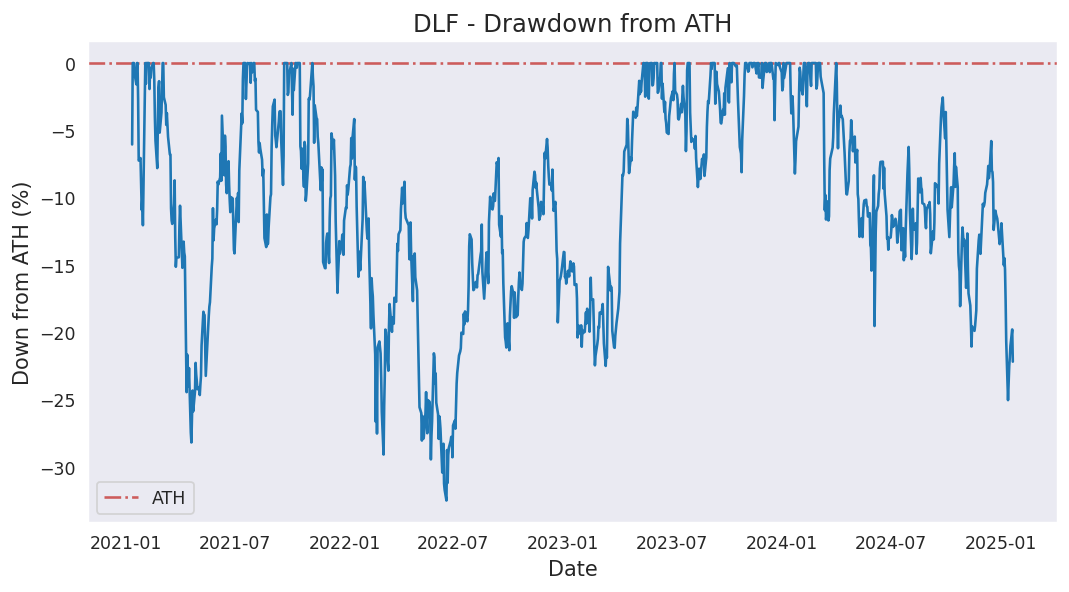 DLF - Drawdown from ATH
Down from ATH (%)
0
−5
−10
−15
−20
−25
−30
ATH
2021-01 2021-07 2022-01 2022-07 2023-01 2023-07 2024-01 2024-07 2025-01
Date